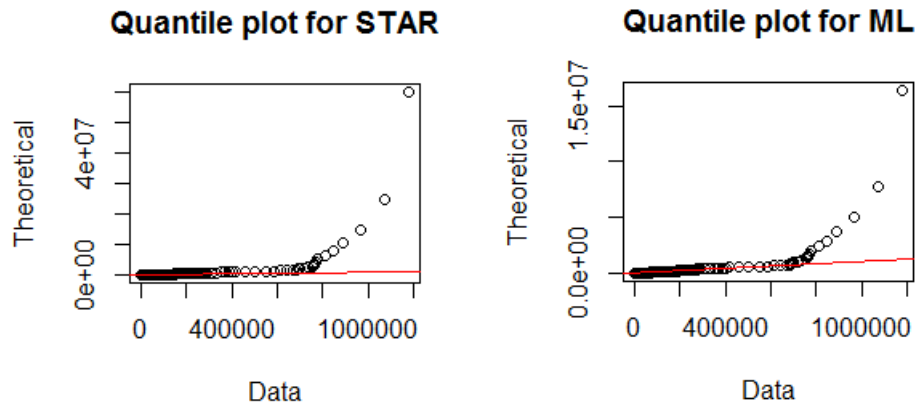 Quantile plot for STAR
Theoretical
4e+07
0e+00
0 400000 1000000
Data
Quantile plot for ML
Theoretical
1.5e+07
0.0e+00
0 400000 1000000
Data